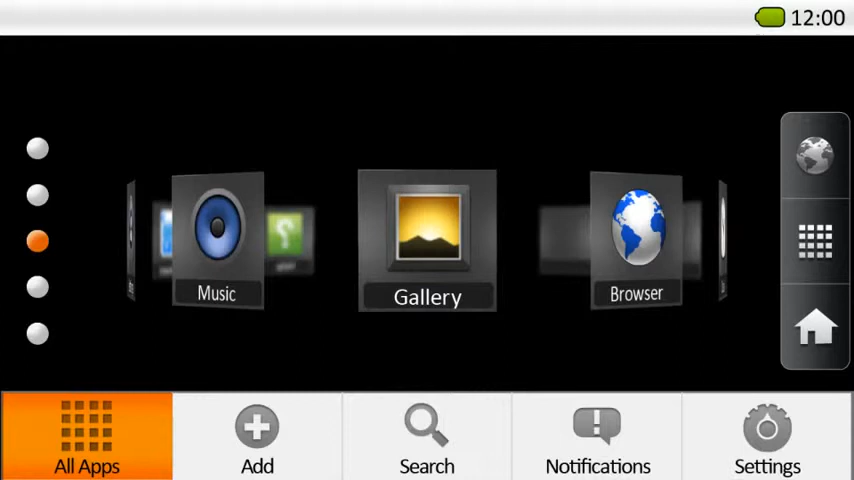 12:00
Music
Gallery
Browser
All Apps
Add
Search
Notifications
Settings